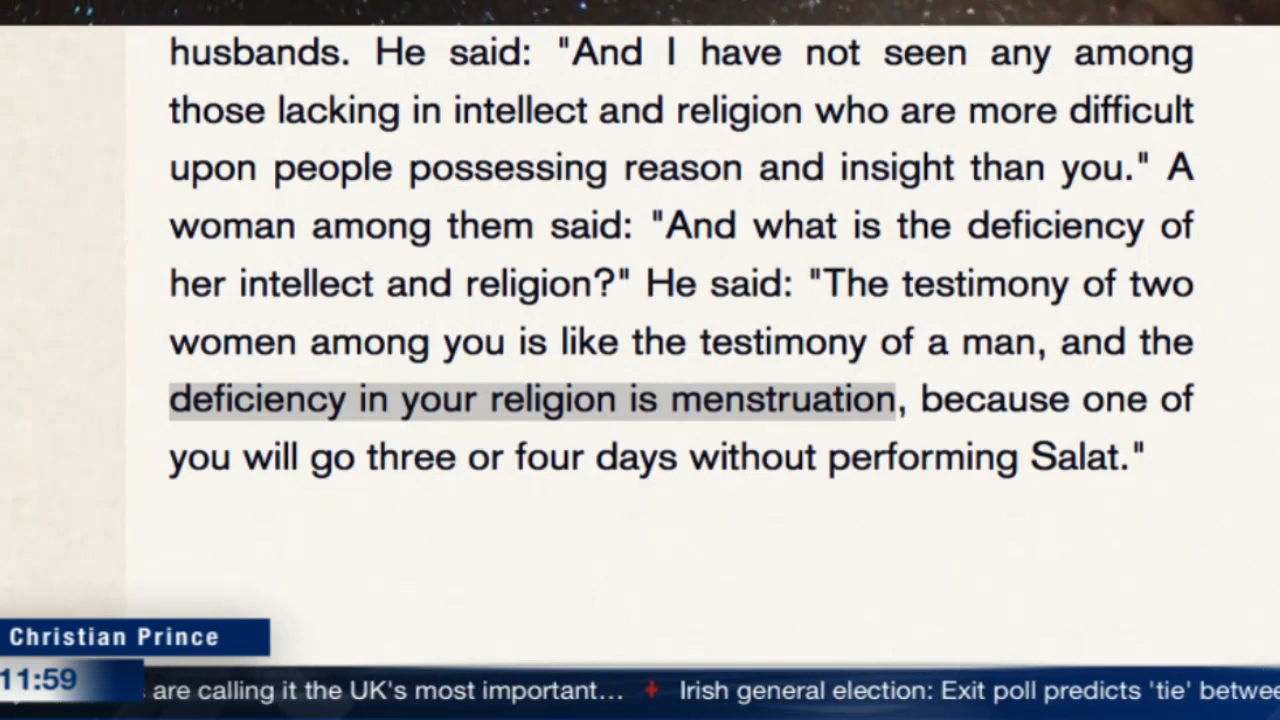 husbands. He said: "And I have not seen any among
those lacking in intellect and religion who are more difficult
upon people possessing reason and insight than you." A
woman among them said: "And what is the deficiency of
her intellect and religion?" He said: "The testimony of two
women among you is like the testimony of a man, and the
deficiency in your religion is menstruation, because one of
you will go three or four days without performing Salat."
Christian Prince
11:59
are calling it the UK's most important... Irish general election: Exit poll predicts 'tie'